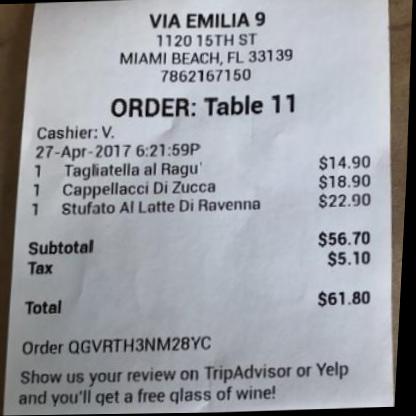 VIA EMILIA 9
1120 15TH ST
MIAMI BEACH, FL 33139
7862167150
ORDER: Table 11
Cashier: V.
27-Apr-2017 6:21:59P
1 Tagliatella al Ragu' $14.90
1 Cappellacci Di Zucca $18.90
1 Stufato Al Latte Di Ravenna $22.90
Subtotal $56.70
Tax $5.10
Total $61.80
Order QGVRTH3NM28YC
Show us your review on TripAdvisor or Yelp
and you'll get a free glass of wine!